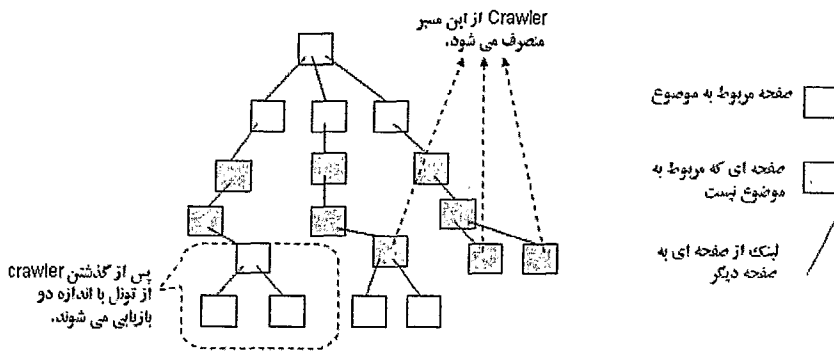 Crawler از این مسیر
منصرف می شود.
صفحه مربوط به موضوع
صفحه ای که مربوط به
موضوع نیست
لینک از صفحه ای به
صفحه دیگر
پس از گذشتن crawler
از تونل با اندازه دو
بازیابی می شوند.